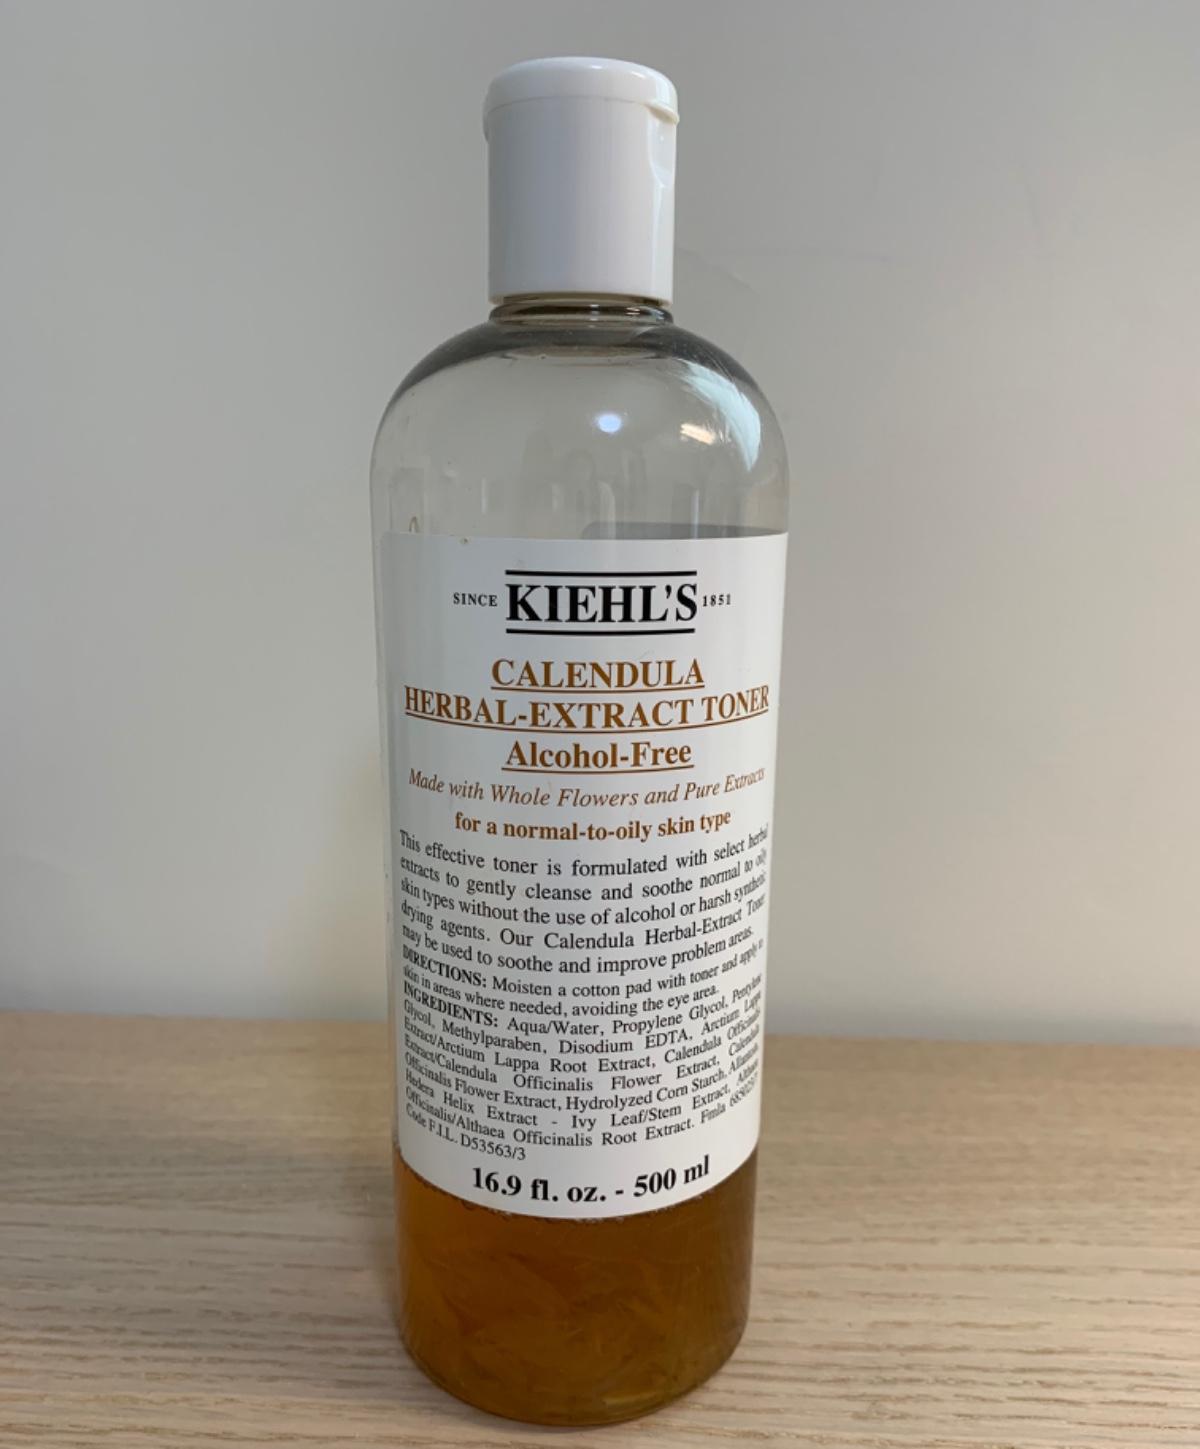 SINCE KIEHL'S 1851
CALENDULA
HERBAL-EXTRACT TONER
Alcohol-Free
Made with Whole Flowers and Pure Extracts
for a normal-to-oily skin type
This effective toner is formulated with select herbal
extracts to gently cleanse and soothe normal to oily
skin types without the use of alcohol or harsh synthetic
drying agents. Our Calendula Herbal-Extract Toner
may be used to soothe and improve problem areas.
DIRECTIONS: Moisten a cotton pad with toner and apply to
skin in areas where needed, avoiding the eye area.
INGREDIENTS: Aqua/Water, Propylene Glycol, Pentylene
Glycol, Methylparaben, Disodium EDTA, Arctium Lappa
Extract/Arctium Lappa Root Extract, Calendula Officinalis
Extract/Calendula Officinalis Flower Extract, Calendula
Officinalis Flower Extract, Hydrolyzed Corn Starch, Allantoin,
Hedera Helix Extract - Ivy Leaf/Stem Extract, Althaea
Officinalis/Althaea Officinalis Root Extract. Fmla
Code F.I.L. D53563/3
16.9 fl. oz. - 500 ml